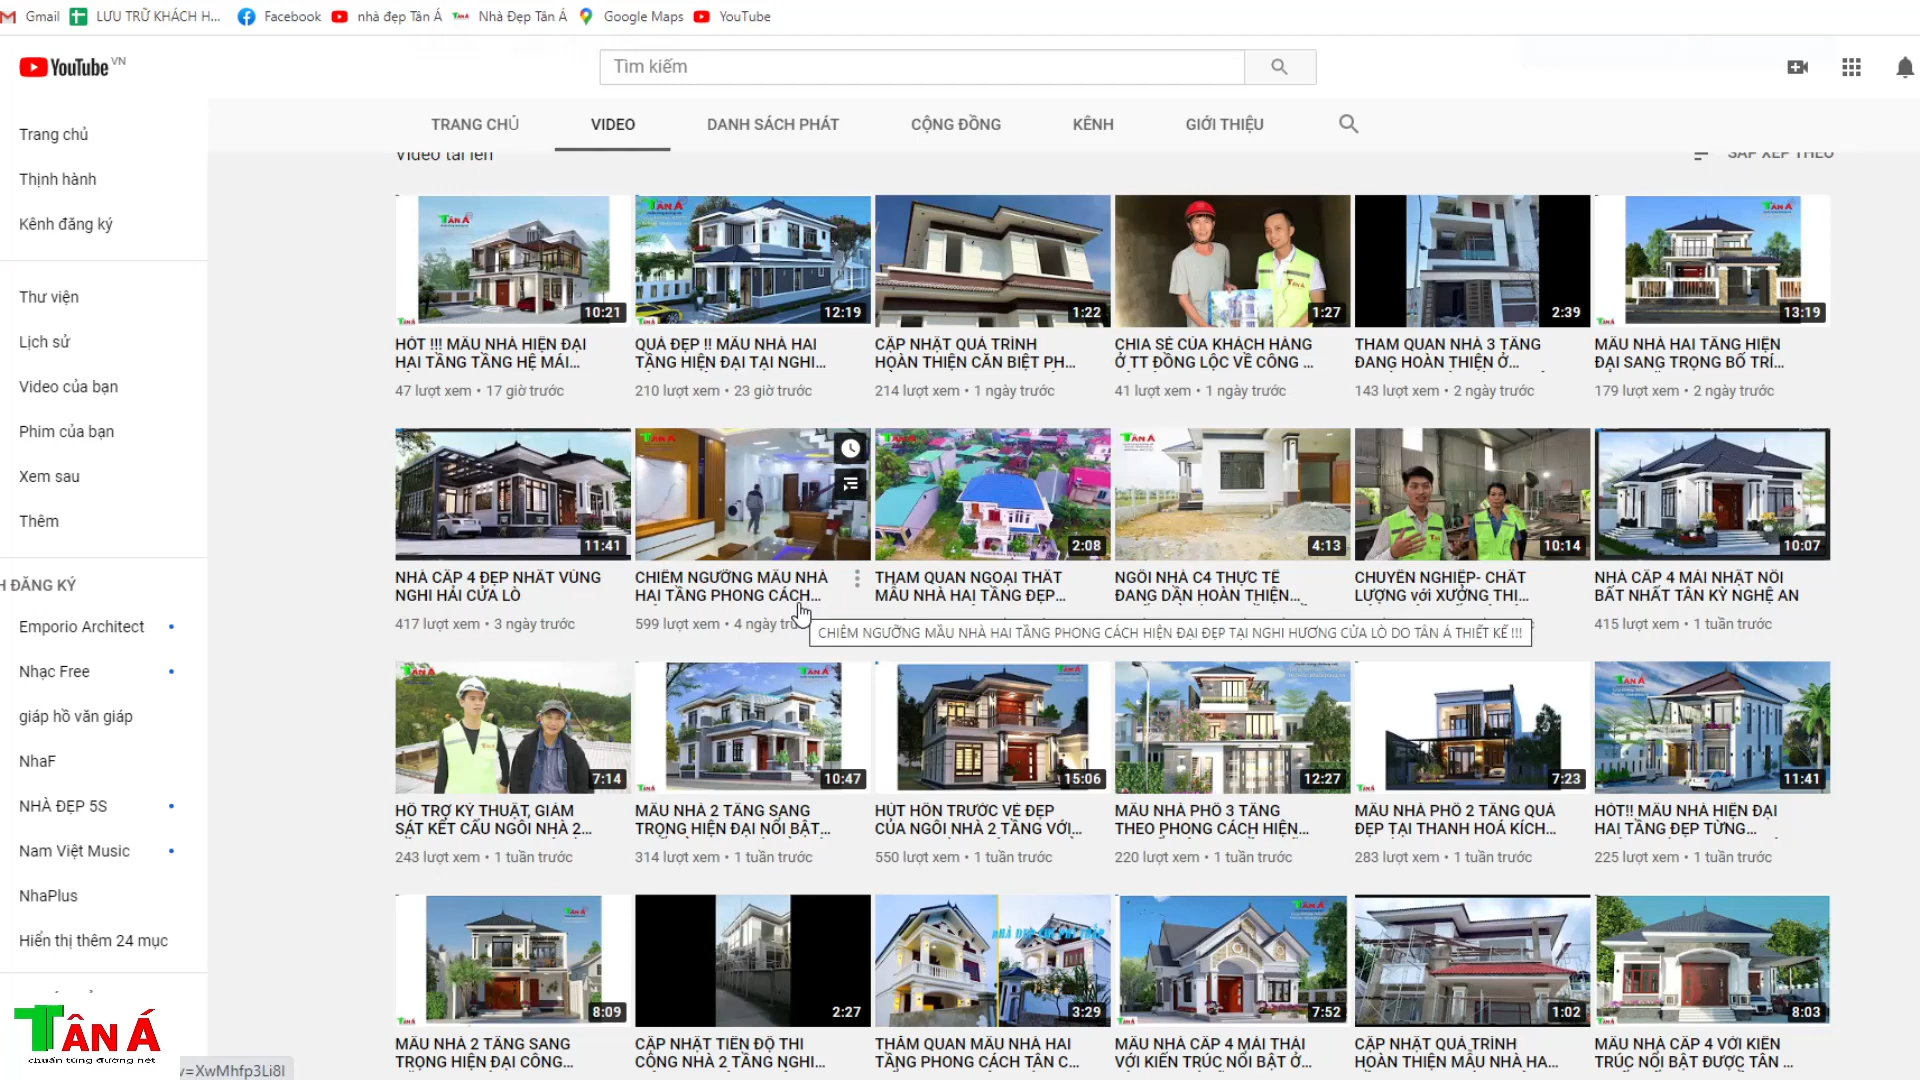 Gmail LƯU TRỮ KHÁCH H... Facebook nhà đẹp Tân Á Nhà Đẹp Tân Á Google Maps YouTube
YouTube VN
Tìm kiếm
TRANG CHỦ VIDEO DANH SÁCH PHÁT CỘNG ĐỒNG KÊNH GIỚI THIỆU
Video tải lên
SẮP XẾP THEO
Trang chủ
Thịnh hành
Kênh đăng ký
Thư viện
Lịch sử
Video của bạn
Phim của bạn
Xem sau
Thêm
H ĐĂNG KÝ
Emporio Architect
Nhạc Free
giáp hồ văn giáp
NhaF
NHÀ ĐẸP 5S
Nam Việt Music
NhaPlus
Hiển thị thêm 24 mục
10:21 12:19 1:22 1:27 2:39 13:19
HÓT !!! MẪU NHÀ HIỆN ĐẠI QUÁ ĐẸP !! MẪU NHÀ HAI CẬP NHẬT QUÁ TRÌNH CHIA SẺ CỦA KHÁCH HÀNG THAM QUAN NHÀ 3 TẦNG MẪU NHÀ HAI TẦNG HIỆN
HAI TẦNG TẦNG HỆ MÁI... TẦNG HIỆN ĐẠI TẠI NGHI... HOÀN THIỆN CĂN BIỆT PH... Ở TT ĐỒNG LỘC VỀ CÔNG ... ĐANG HOÀN THIỆN Ở... ĐẠI SANG TRỌNG BỐ TRÍ...
47 lượt xem • 17 giờ trước 210 lượt xem • 23 giờ trước 214 lượt xem • 1 ngày trước 41 lượt xem • 1 ngày trước 143 lượt xem • 2 ngày trước 179 lượt xem • 2 ngày trước
11:41 2:08 4:13 10:14 10:07
NHÀ CẤP 4 ĐẸP NHẤT VÙNG CHIÊM NGƯỠNG MẪU NHÀ THAM QUAN NGOẠI THẤT NGÔI NHÀ C4 THỰC TẾ CHUYÊN NGHIỆP- CHẤT NHÀ CẤP 4 MÁI NHẬT NỔI
NGHI HẢI CỬA LÒ HAI TẦNG PHONG CÁCH... MẪU NHÀ HAI TẦNG ĐẸP... ĐANG DẦN HOÀN THIỆN... LƯỢNG với XƯỞNG THI... BẬT NHẤT TÂN KỲ NGHỆ AN
417 lượt xem • 3 ngày trước 599 lượt xem • 4 ngày trư 415 lượt xem • 1 tuần trước
CHIÊM NGƯỠNG MẪU NHÀ HAI TẦNG PHONG CÁCH HIỆN ĐẠI ĐẸP TẠI NGHI HƯƠNG CỬA LÒ DO TÂN Á THIẾT KẾ !!!
7:14 10:47 15:06 12:27 7:23 11:41
HỖ TRỢ KỸ THUẬT, GIÁM MẪU NHÀ 2 TẦNG SANG HÚT HỒN TRƯỚC VẺ ĐẸP MẪU NHÀ PHỐ 3 TẦNG MẪU NHÀ PHỐ 2 TẦNG QUÁ HÓT!! MẪU NHÀ HIỆN ĐẠI
SÁT KẾT CẤU NGÔI NHÀ 2... TRỌNG HIỆN ĐẠI NỔI BẬT... CỦA NGÔI NHÀ 2 TẦNG VỚI... THEO PHONG CÁCH HIỆN... ĐẸP TẠI THANH HOÁ KÍCH... HAI TẦNG ĐẸP TỪNG...
243 lượt xem • 1 tuần trước 314 lượt xem • 1 tuần trước 550 lượt xem • 1 tuần trước 220 lượt xem • 1 tuần trước 283 lượt xem • 1 tuần trước 225 lượt xem • 1 tuần trước
8:09 2:27 3:29 7:52 1:02 8:03
MẪU NHÀ 2 TẦNG SANG CẬP NHẬT TIẾN ĐỘ THI THĂM QUAN MẪU NHÀ HAI MẪU NHÀ CẤP 4 MÁI THÁI CẬP NHẬT QUÁ TRÌNH MẪU NHÀ CẤP 4 VỚI KIẾN
TRỌNG HIỆN ĐẠI CÔNG... CÔNG NHÀ 2 TẦNG NGHI... TẦNG PHONG CÁCH TÂN C... VỚI KIẾN TRÚC NỔI BẬT Ở... HOÀN THIỆN MẪU NHÀ HA... TRÚC NỔI BẬT ĐƯỢC TÂN ...
TÂN Á
chuẩn từng đường nét
v=XwMhfp3Li8I